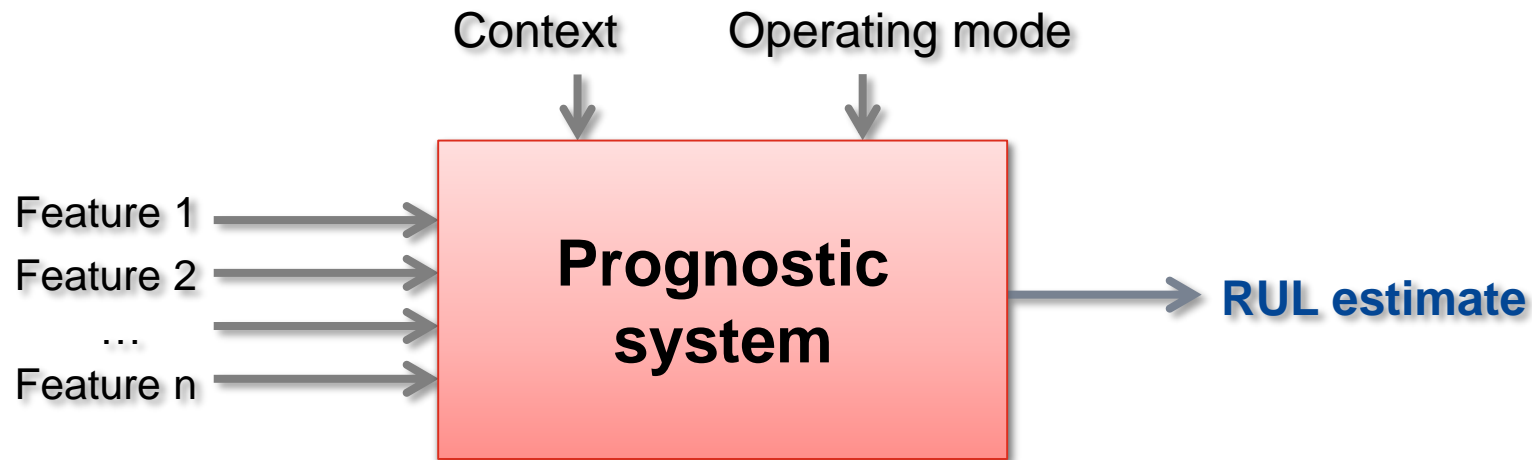 Context
Operating mode
Feature 1
Feature 2
…
Feature n
Prognostic
system
RUL estimate